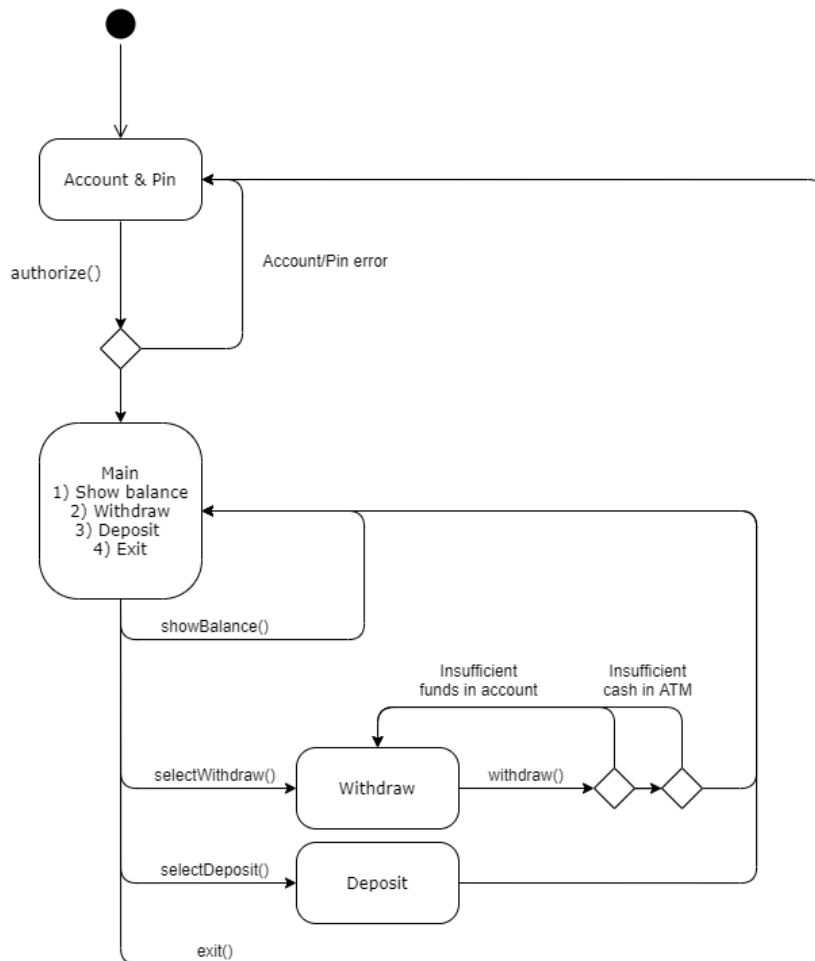 Account & Pin
Account/Pin error
authorize()
Main
1) Show balance
2) Withdraw
3) Deposit
4) Exit
showBalance()
Insufficient
funds in account
Insufficient
cash in ATM
selectWithdraw()
Withdraw
withdraw()
selectDeposit()
Deposit
exit()